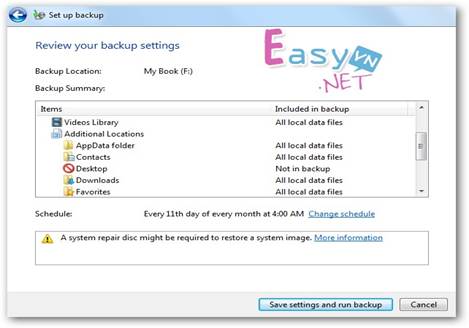 Set up backup
Review your backup settings
Easy VN
.NET
Backup Location: My Book (F:)
Backup Summary:
Items Included in backup
Videos Library All local data files
Additional Locations
AppData folder All local data files
Contacts All local data files
Desktop Not in backup
Downloads All local data files
Favorites All local data files
Schedule: Every 11th day of every month at 4:00 AM Change schedule
A system repair disc might be required to restore a system image. More information
Save settings and run backup Cancel